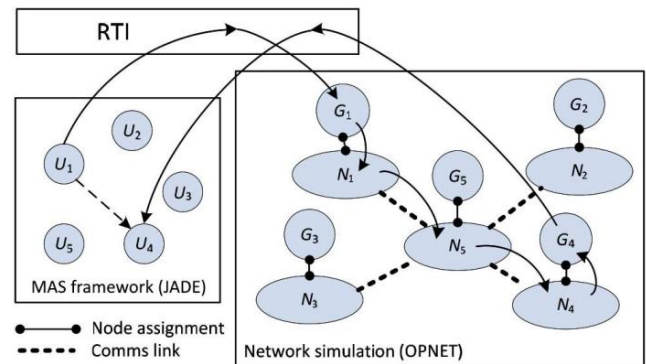 RTI
U1
U2
U3
U4
U5
MAS framework (JADE)
G1
N1
G2
N2
G5
N5
G3
N3
G4
N4
Network simulation (OPNET)
Node assignment
Comms link